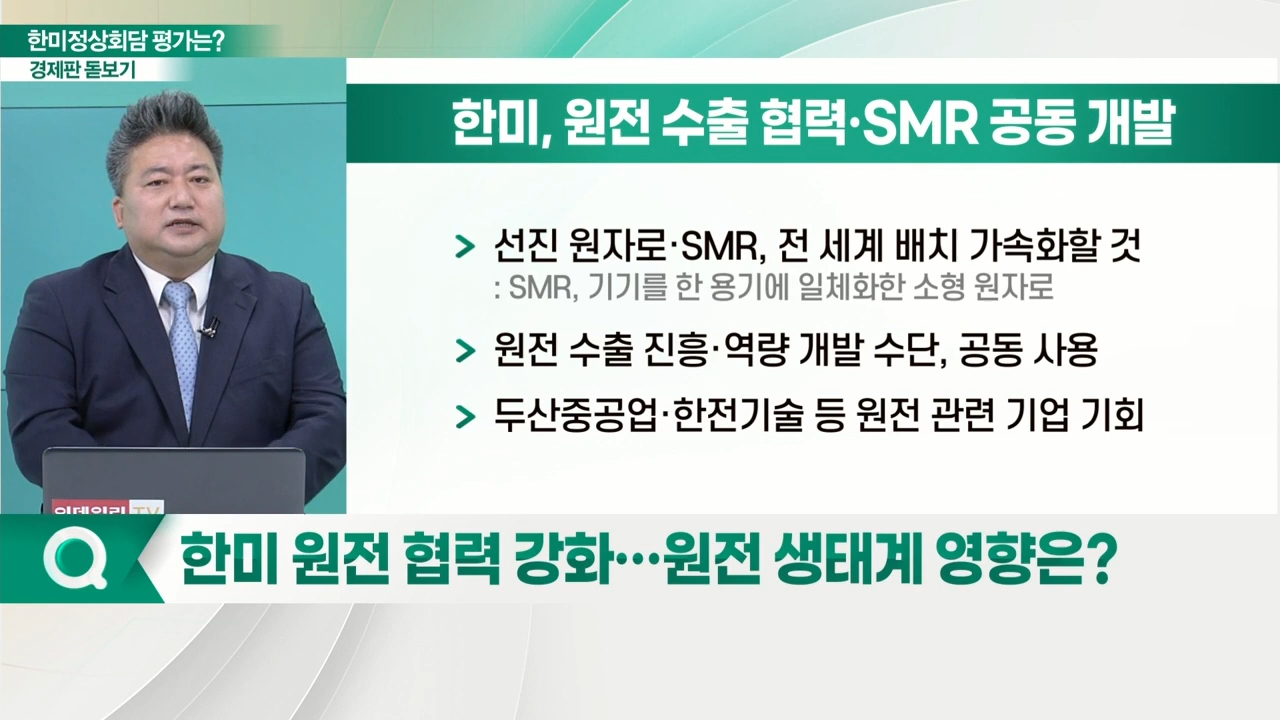 한미정상회담 평가는?
경제판 돋보기
한미, 원전 수출 협력·SMR 공동 개발
선진 원자로·SMR, 전 세계 배치 가속화할 것
: SMR, 기기를 한 용기에 일체화한 소형 원자로
원전 수출 진흥·역량 개발 수단, 공동 사용
두산중공업·한전기술 등 원전 관련 기업 기회
이데일리 TV
Q 한미 원전 협력 강화…원전 생태계 영향은?